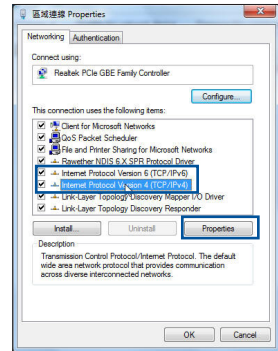 區域連線 Properties
Networking Authentication
Connect using:
Realtek PCIe GBE Family Controller
Configure...
This connection uses the following items:
Client for Microsoft Networks
QoS Packet Scheduler
File and Printer Sharing for Microsoft Networks
Rawether NDIS 6.X SPR Protocol Driver
Internet Protocol Version 6 (TCP/IPv6)
Internet Protocol Version 4 (TCP/IPv4)
Link-Layer Topology Discovery Mapper I/O Driver
Link-Layer Topology Discovery Responder
Install... Uninstall Properties
Description
Transmission Control Protocol/Internet Protocol. The default
wide area network protocol that provides communication
across diverse interconnected networks.
OK Cancel